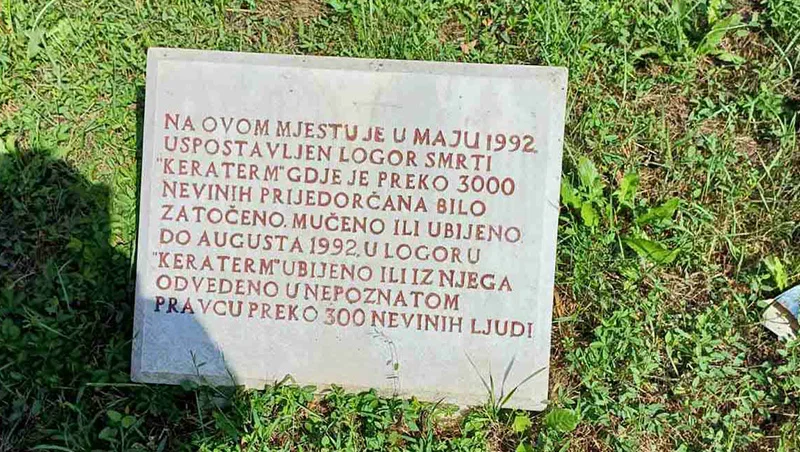 NA OVOM MJESTU JE U MAJU 1992.
USPOSTAVLJEN LOGOR SMRTI
"KERATERM" GDJE JE PREKO 3000
NEVINIH PRIJEDORČANA BILO
ZATOČENO, MUČENO ILI UBIJENO.
DO AUGUSTA 1992. U LOGORU
"KERATERM" UBIJENO ILI IZ NJEGA
ODVEDENO U NEPOZNATOM
PRAVCU PREKO 300 NEVINIH LJUDI